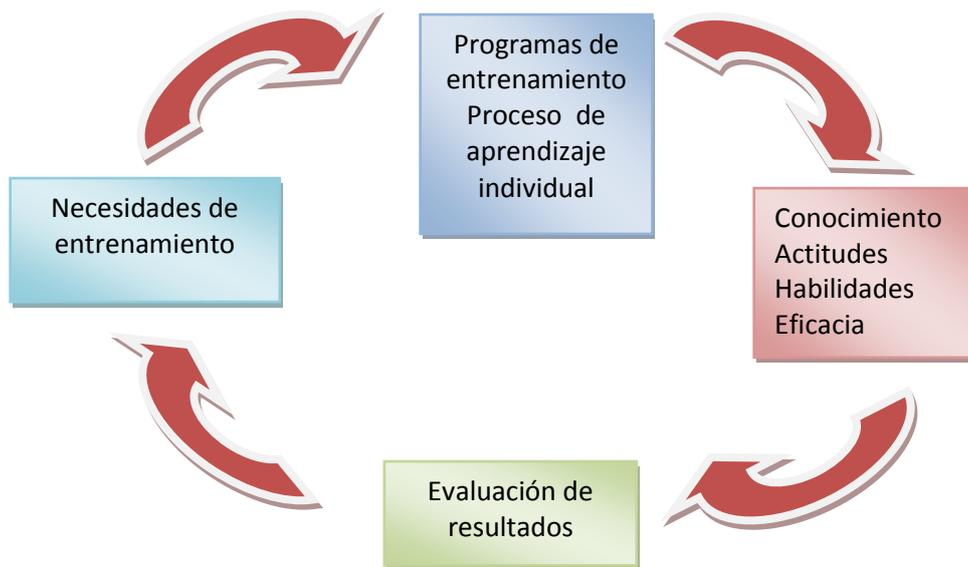 Programas de
entrenamiento
Proceso de
aprendizaje
individual
Necesidades de
entrenamiento
Conocimiento
Actitudes
Habilidades
Eficacia
Evaluación de
resultados